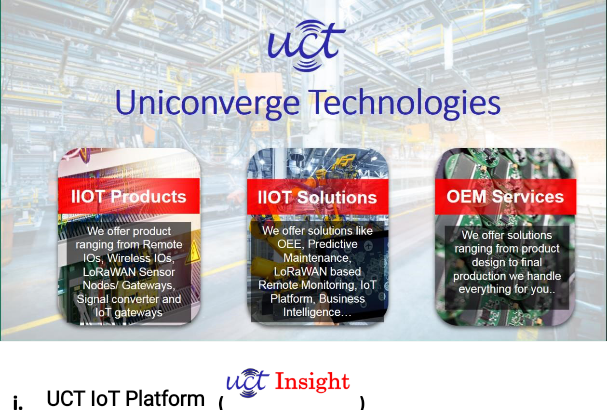 uct
Uniconverge Technologies
IIOT Products
We offer product
ranging from Remote
IOs, Wireless IOs,
LoRaWAN Sensor
Nodes/ Gateways,
Signal converter and
IoT gateways
IIOT Solutions
We offer solutions like
OEE, Predictive
Maintenance,
LoRaWAN based
Remote Monitoring, IoT
Platform, Business
Intelligence...
OEM Services
We offer solutions
ranging from product
design to final
production we handle
everything for you..
i. UCT IoT Platform (uct Insight)